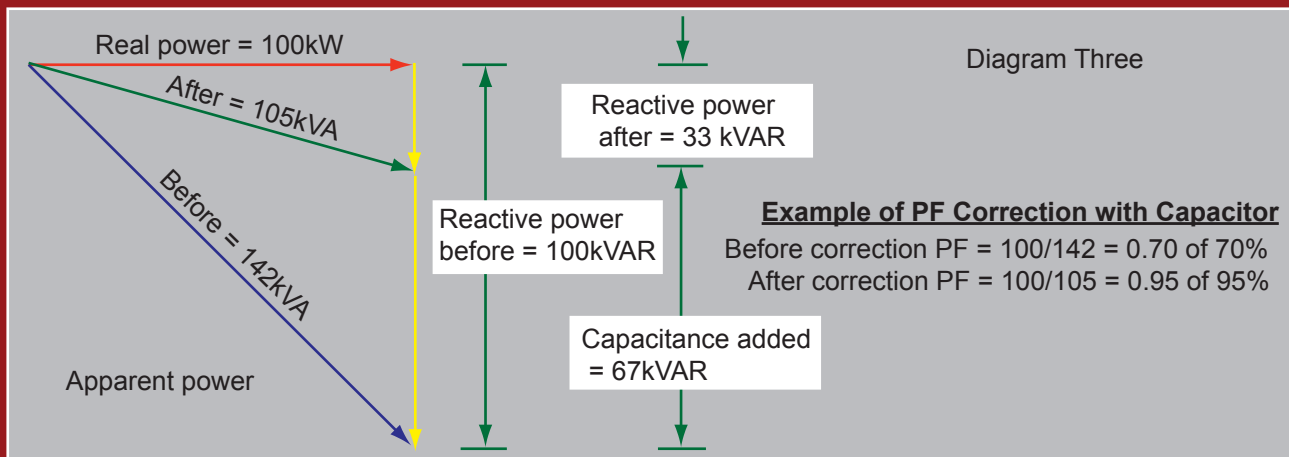 Real power = 100kW
After = 105kVA
Before = 142kVA
Apparent power
Reactive power
before = 100kVAR
Reactive power
after = 33 kVAR
Capacitance added
= 67kVAR
Diagram Three
Example of PF Correction with Capacitor
Before correction PF = 100/142 = 0.70 of 70%
After correction PF = 100/105 = 0.95 of 95%